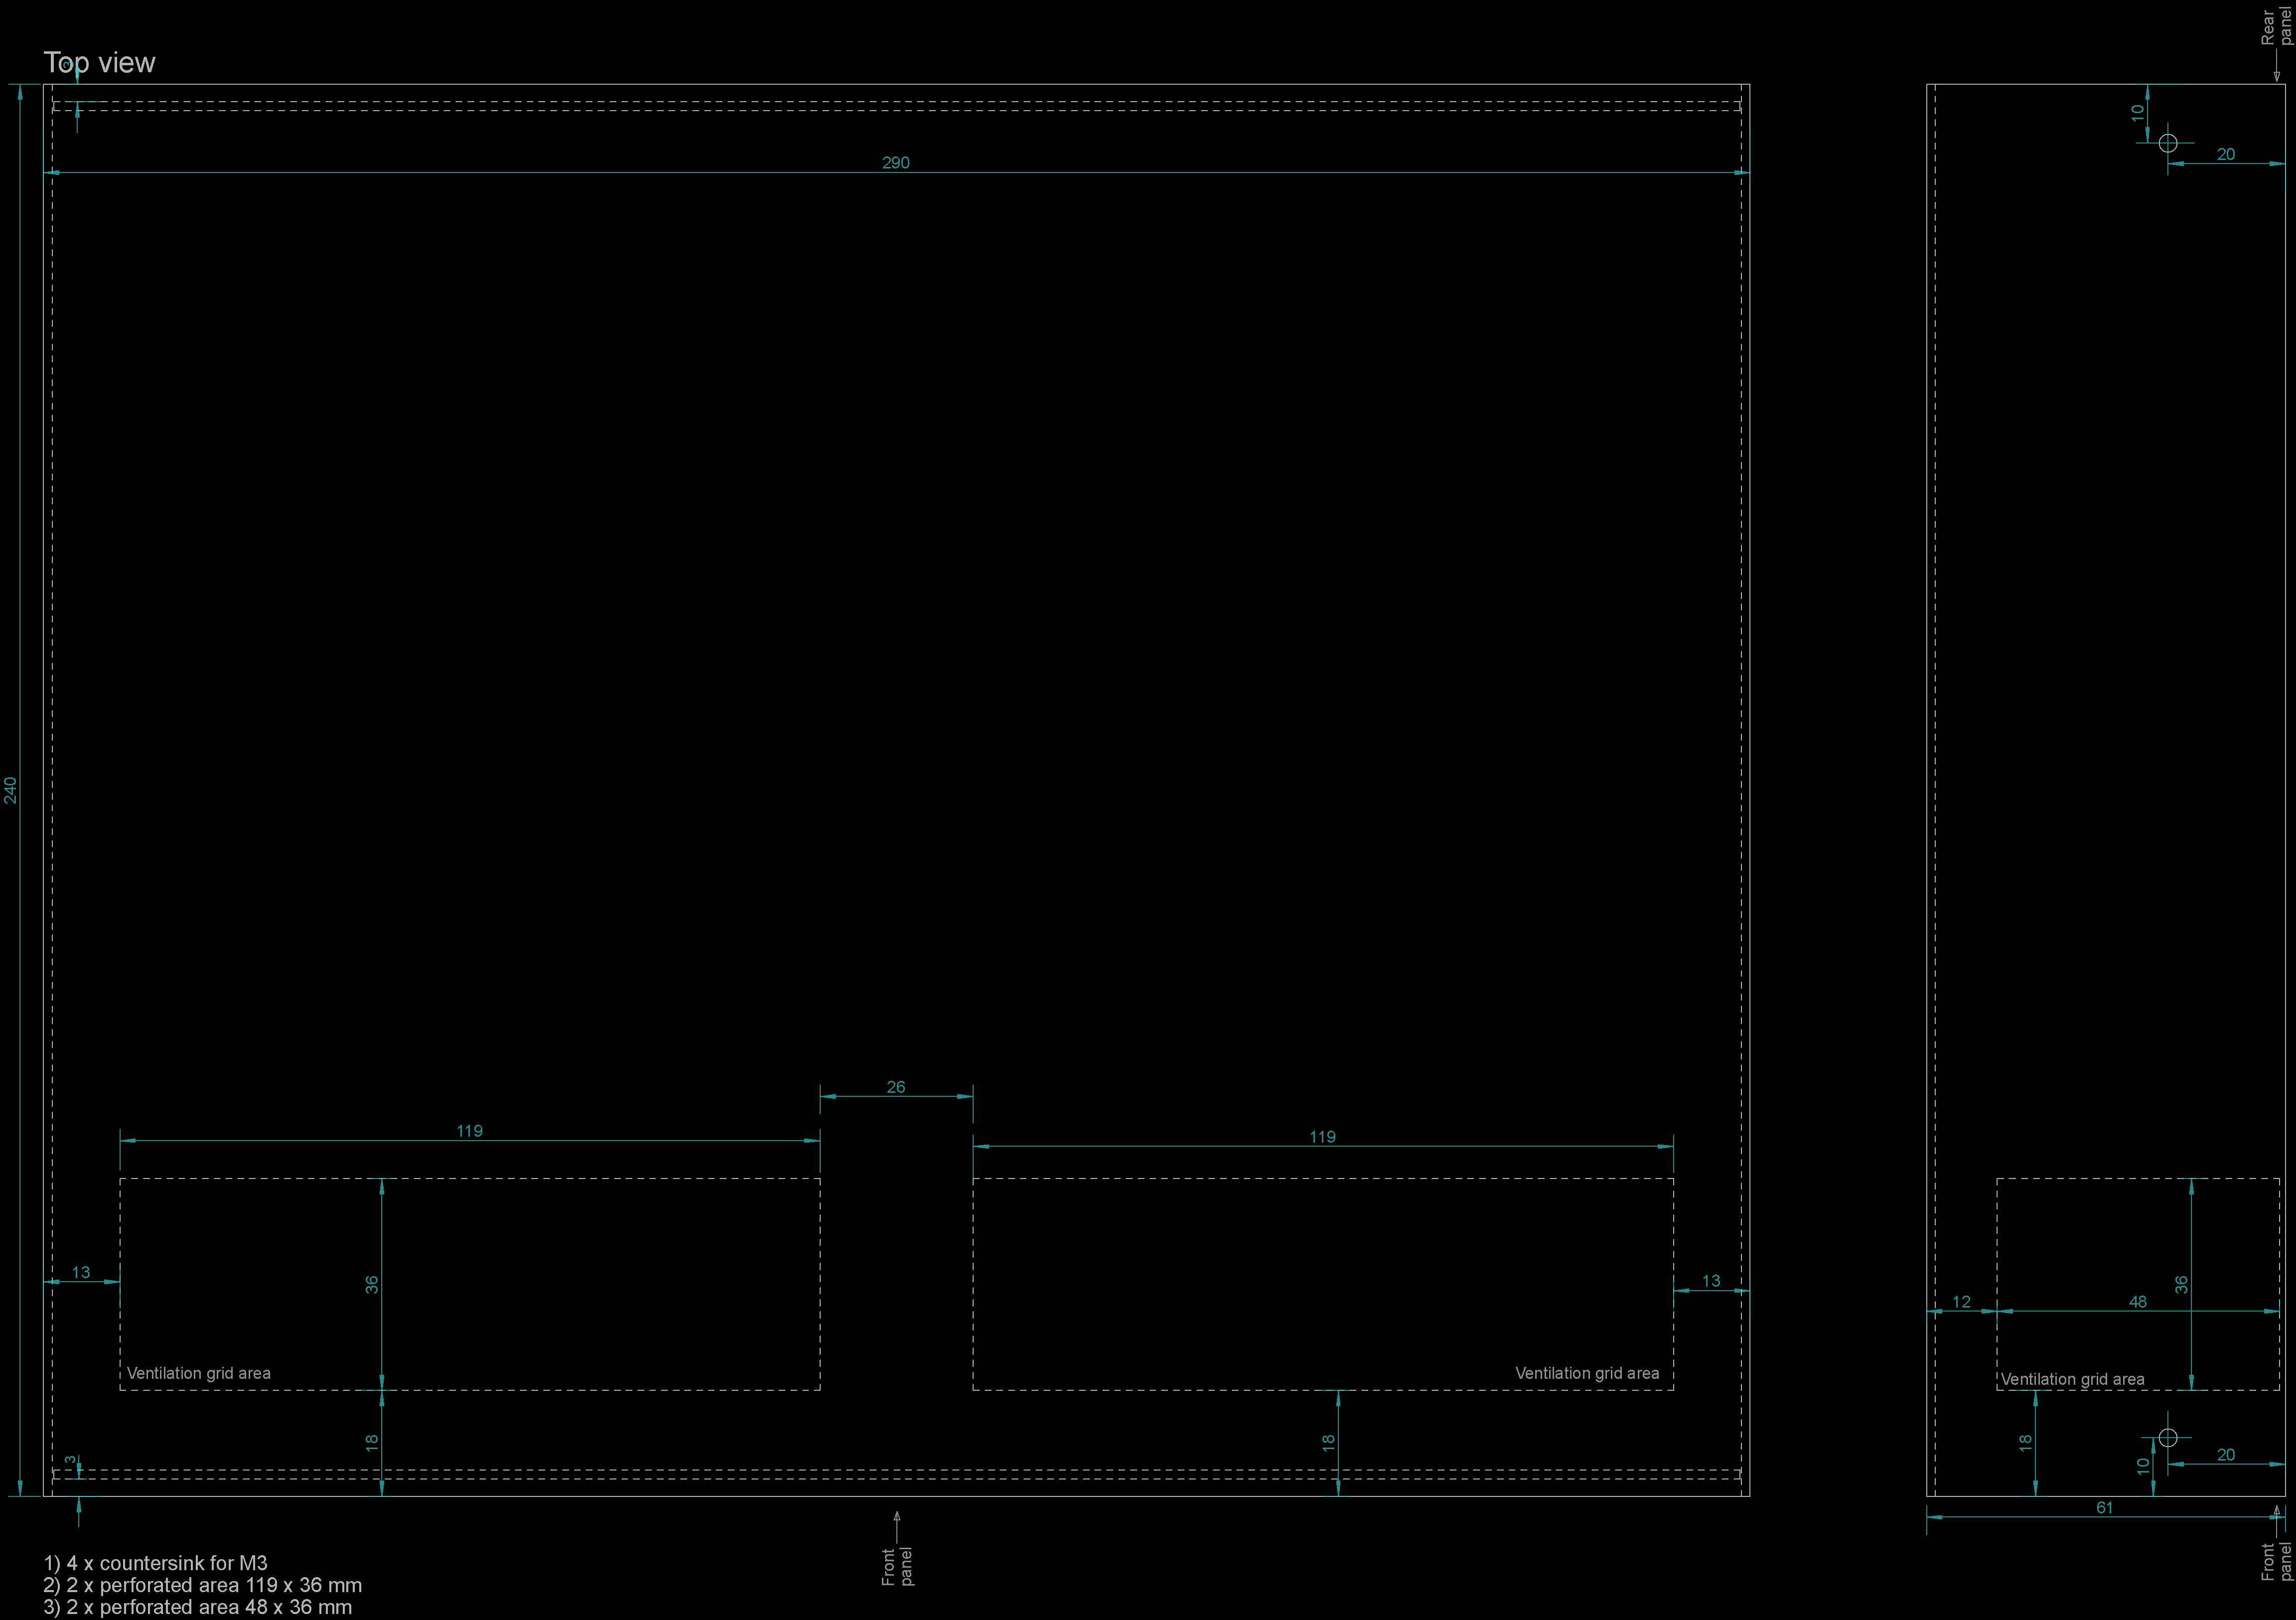 Rear
panel
Top view
3
10
20
290
240
26
119
119
13
36
13
36
12
48
Ventilation grid area
Ventilation grid area
Ventilation grid area
3
18
18
18
10
20
61
Front
panel
Front
panel
1) 4 x countersink for M3
2) 2 x perforated area 119 x 36 mm
3) 2 x perforated area 48 x 36 mm